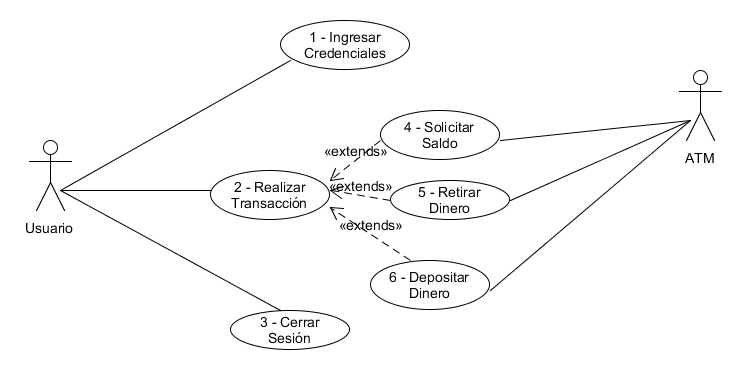 1 - Ingresar
Credenciales
4 - Solicitar
Saldo
ATM
«extends»
2 - Realizar
Transacción
«extends»
5 - Retirar
Dinero
Usuario
«extends»
6 - Depositar
Dinero
3 - Cerrar
Sesión